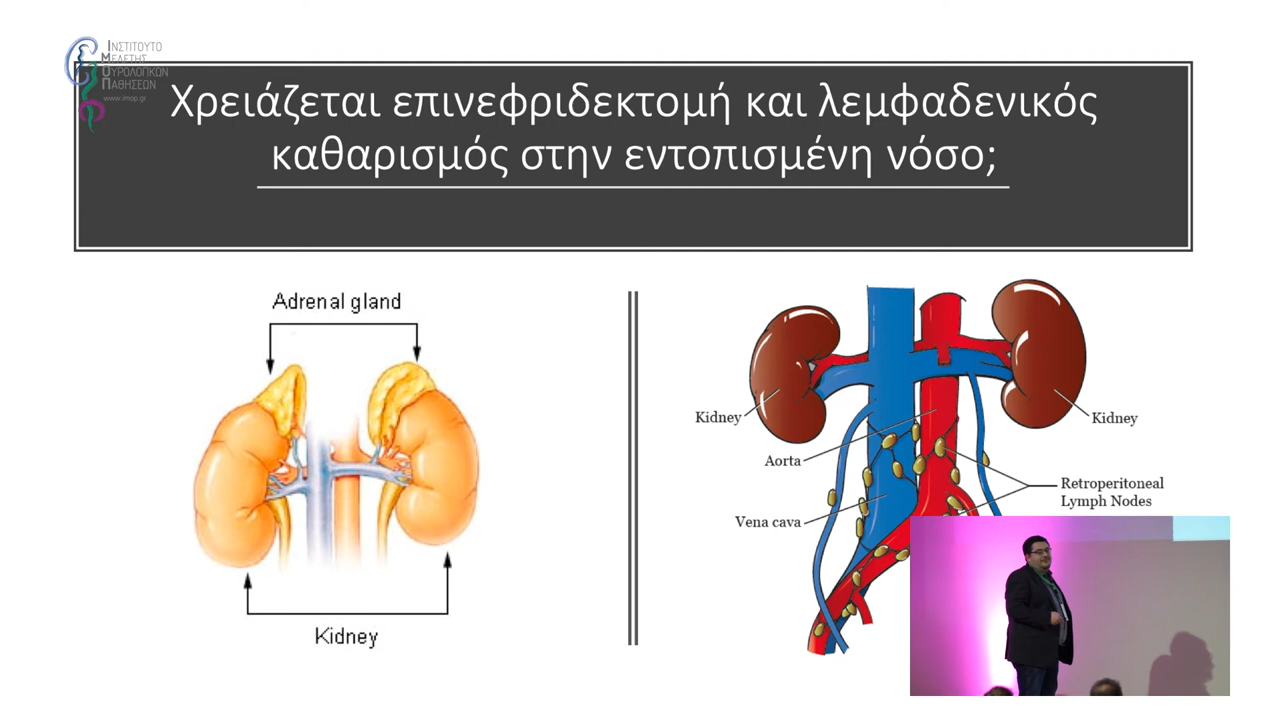 ΙΝΣΤΙΤΟΥΤΟ
ΜΕΛΕΤΗΣ
ΟΥΡΟΛΟΓΙΚΩΝ
ΠΑΘΗΣΕΩΝ
www.imop.gr
Χρειάζεται επινεφριδεκτομή και λεμφαδενικός
καθαρισμός στην εντοπισμένη νόσο;
Adrenal gland
Kidney
Kidney
Kidney
Aorta
Retroperitoneal
Lymph Nodes
Vena cava